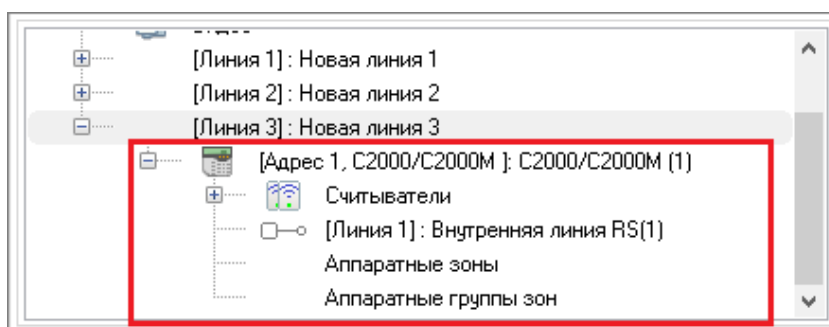 [Линия 1] : Новая линия 1
[Линия 2] : Новая линия 2
[Линия 3] : Новая линия 3
[Адрес 1, С2000/С2000М ]: С2000/С2000М (1)
Считыватели
[Линия 1] : Внутренняя линия RS(1)
Аппаратные зоны
Аппаратные группы зон